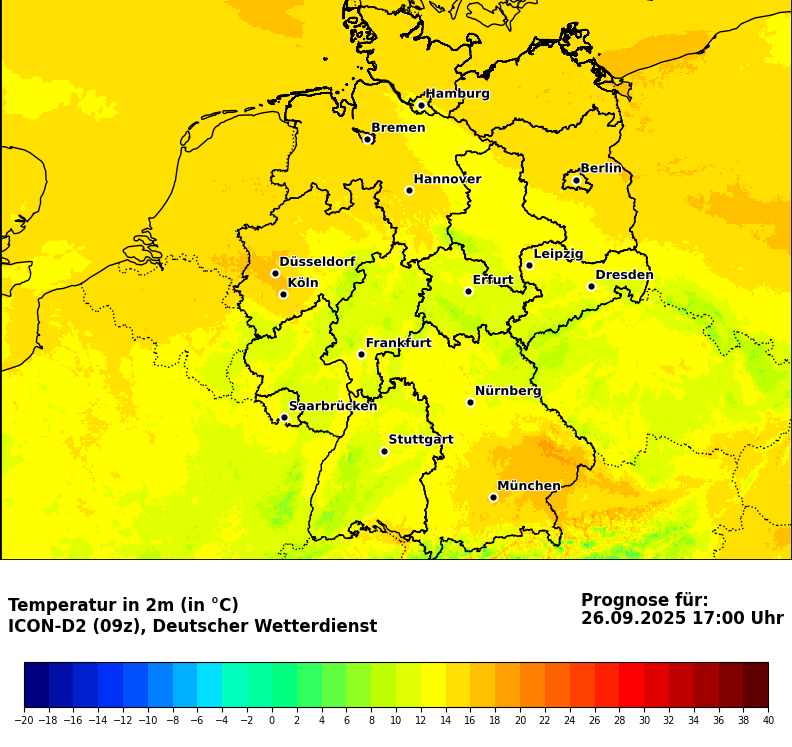 Hamburg
Bremen
Berlin
Hannover
Leipzig
Düsseldorf
Dresden
Köln
Erfurt
Frankfurt
Nürnberg
Saarbrücken
Stuttgart
München
Temperatur in 2m (in °C)
ICON-D2 (09z), Deutscher Wetterdienst
Prognose für:
26.09.2025 17:00 Uhr
−20 −18 −16 −14 −12 −10 −8 −6 −4 −2 0 2 4 6 8 10 12 14 16 18 20 22 24 26 28 30 32 34 36 38 40